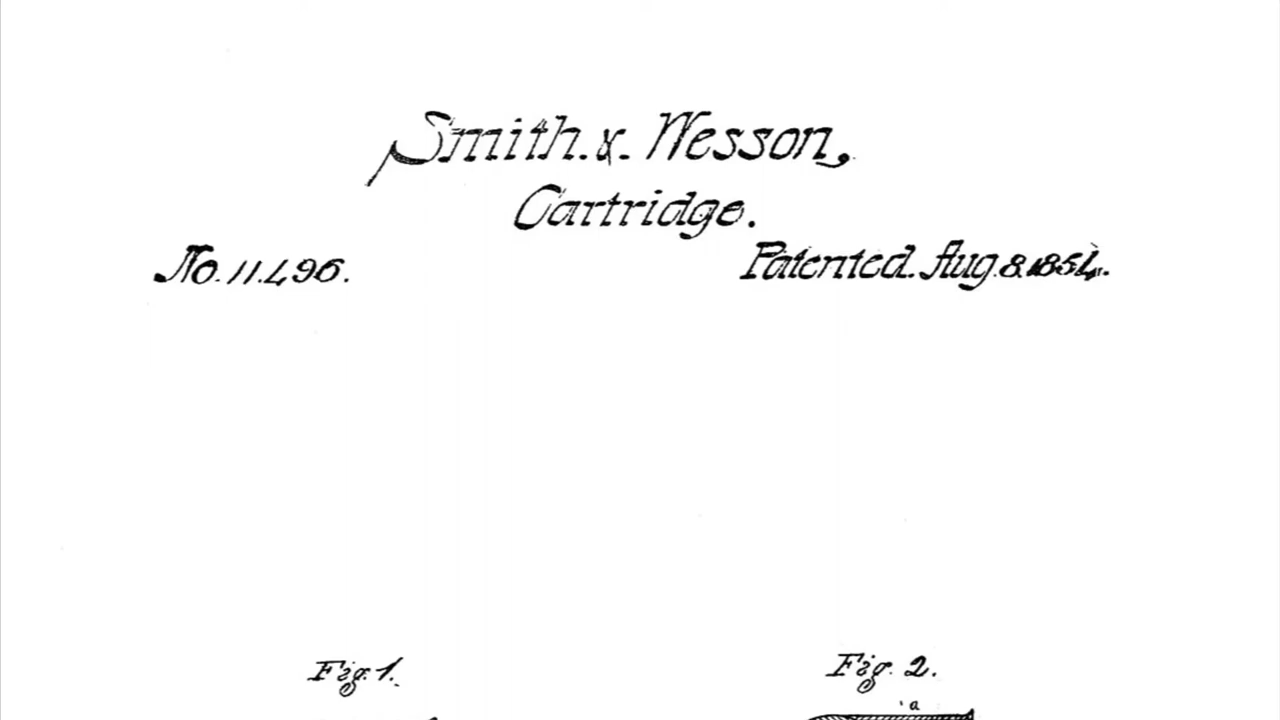 Smith & Wesson,
Cartridge.
No. 11.496.
Patented. Aug. 8. 1854.
Fig. 1.
Fig. 2.
a